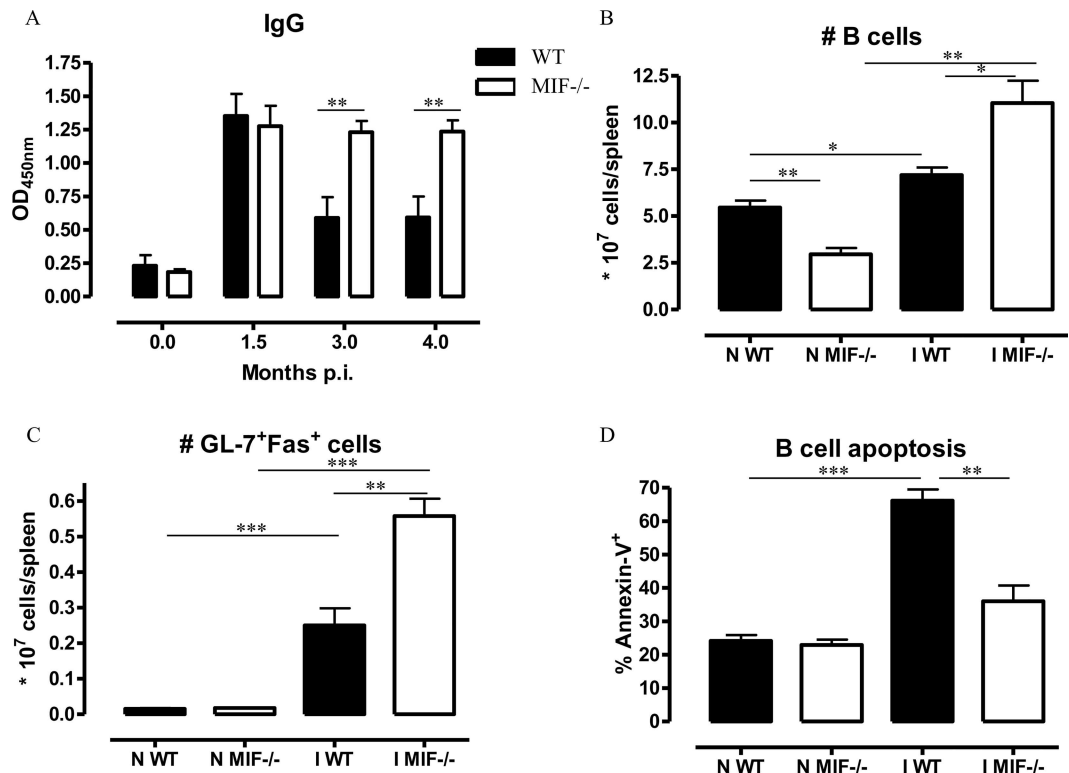 A
IgG
WT
MIF-/-
OD450nm
1.75
1.50
1.25
1.00
0.75
0.50
0.25
0.00
** **
0.0 1.5 3.0 4.0
Months p.i.
B
# B cells
* 10⁷ cells/spleen
12.5
10.0
7.5
5.0
2.5
0.0
**
*
*
**
N WT N MIF-/- I WT I MIF-/-
C
# GL-7⁺Fas⁺ cells
* 10⁷ cells/spleen
0.6
0.5
0.3
0.2
0.1
0.0
***
**
***
N WT N MIF-/- I WT I MIF-/-
D
B cell apoptosis
% Annexin-V⁺
70
60
50
40
30
20
10
0
*** **
N WT N MIF-/- I WT I MIF-/-